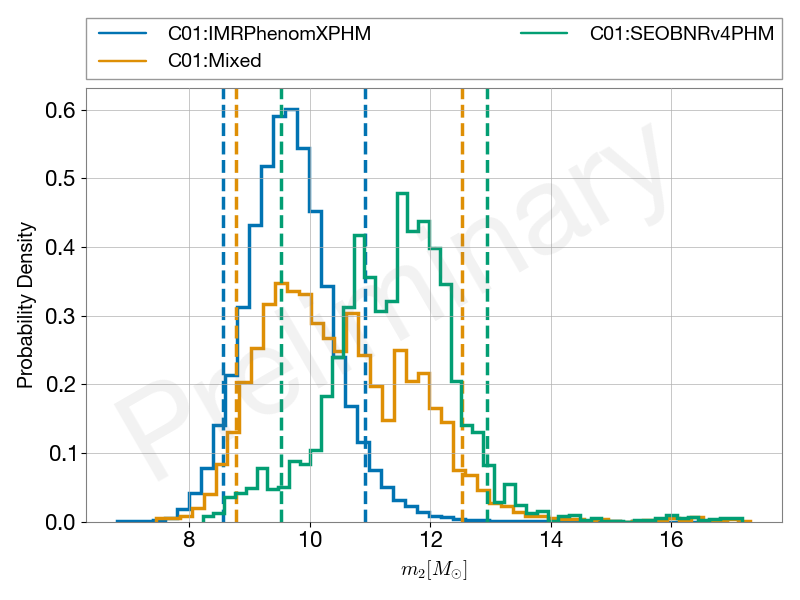 C01:IMRPhenomXPHM
C01:SEOBNRv4PHM
C01:Mixed
Preliminary
Probability Density
0.6
0.5
0.4
0.3
0.2
0.1
0.0
8 10 12 14 16
m₂[M☉]